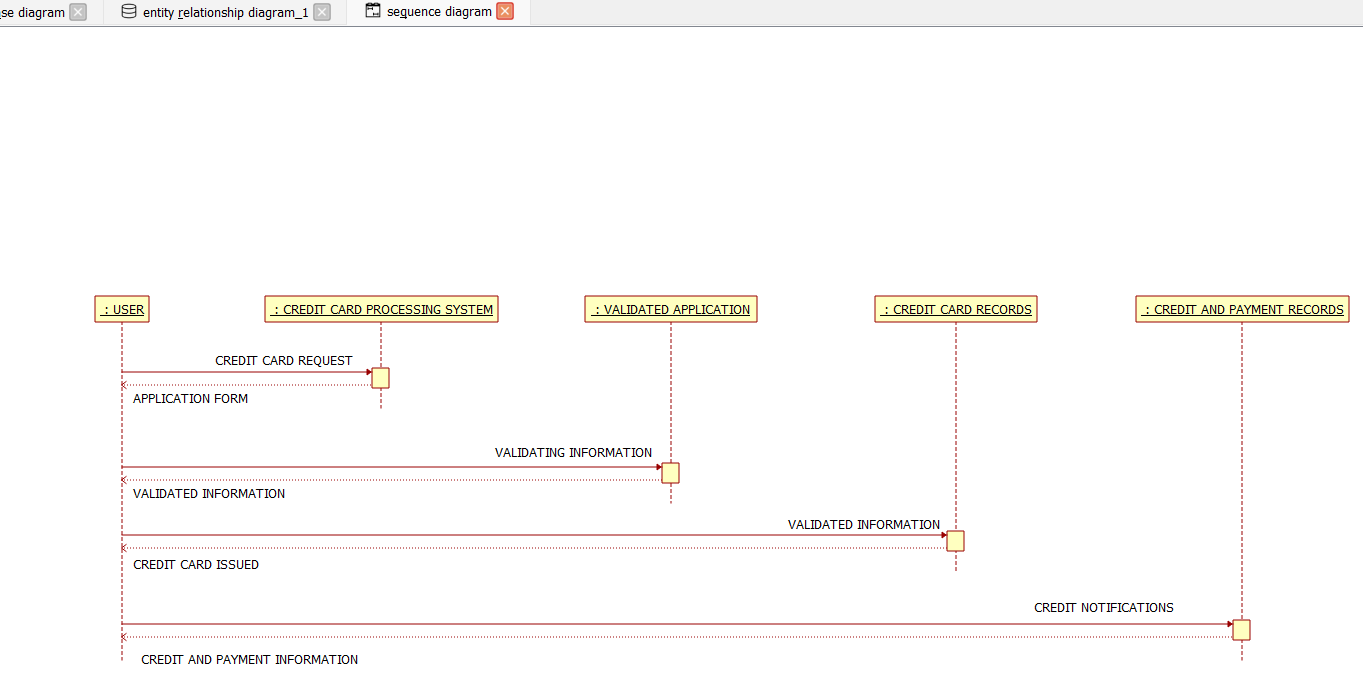 se diagram
entity relationship diagram_1
sequence diagram
: USER
: CREDIT CARD PROCESSING SYSTEM
: VALIDATED APPLICATION
: CREDIT CARD RECORDS
: CREDIT AND PAYMENT RECORDS
CREDIT CARD REQUEST
APPLICATION FORM
VALIDATING INFORMATION
VALIDATED INFORMATION
VALIDATED INFORMATION
CREDIT CARD ISSUED
CREDIT NOTIFICATIONS
CREDIT AND PAYMENT INFORMATION